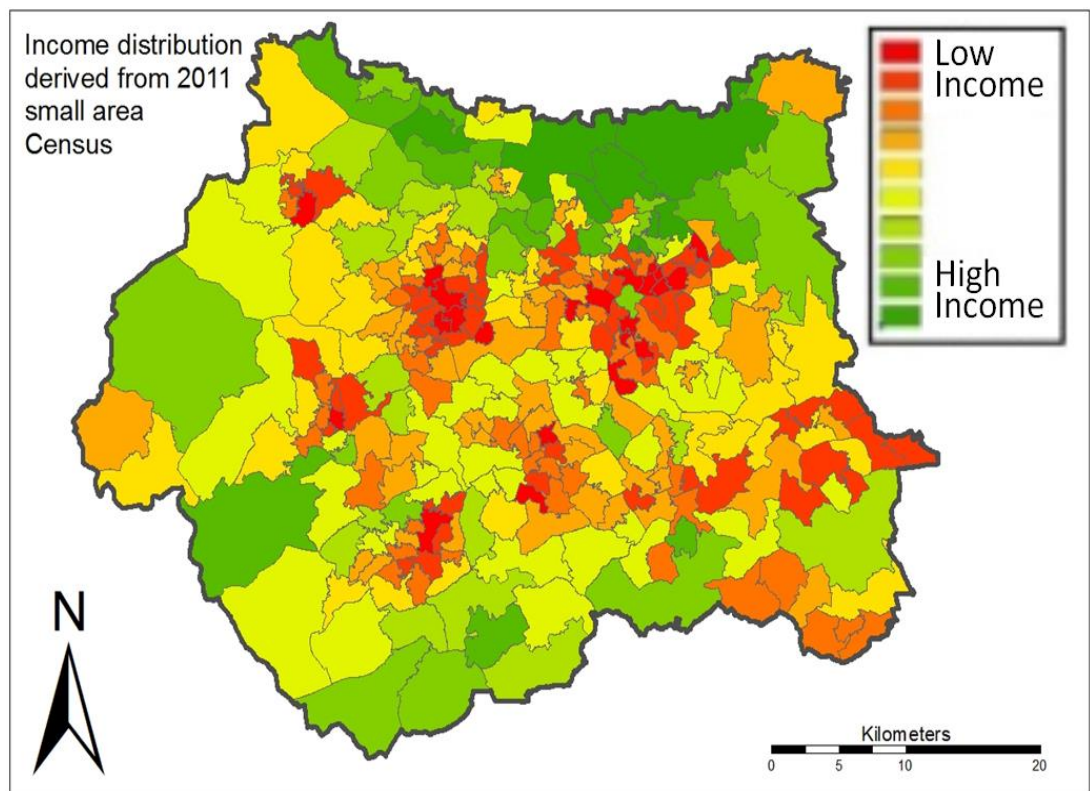 Income distribution
derived from 2011
small area
Census
Low
Income
High
Income
N
Kilometers
0 5 10 20